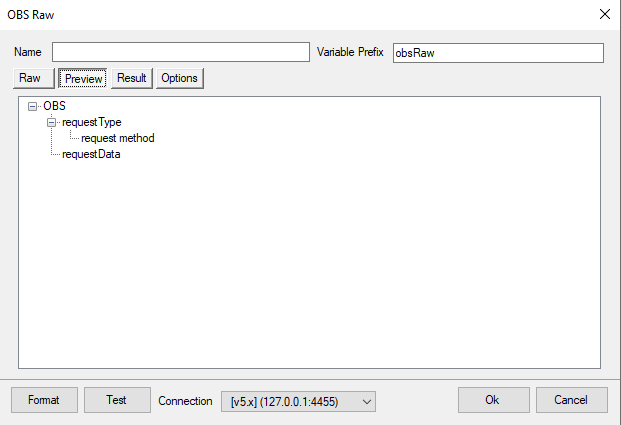 OBS Raw
Name Variable Prefix obsRaw
Raw Preview Result Options
OBS
requestType
request method
requestData
Format Test Connection [v5.x] (127.0.0.1:4455) Ok Cancel